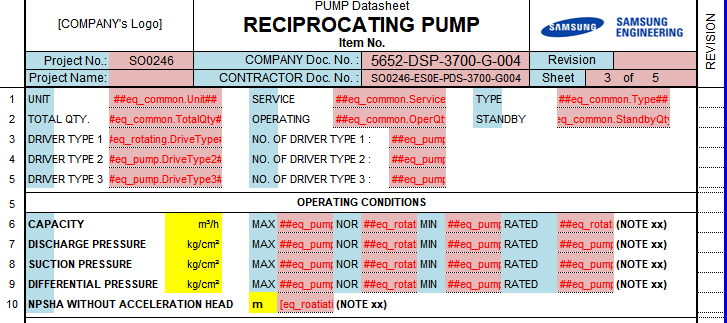 PUMP Datasheet
[COMPANY's Logo] RECIPROCATING PUMP SAMSUNG SAMSUNG ENGINEERING
Item No.
REVISION
Project No.: SO0246 COMPANY Doc. No. : 5652-DSP-3700-G-004 Revision
Project Name: CONTRACTOR Doc. No. : SO0246-ES0E-PDS-3700-G004 Sheet 3 of 5
1 UNIT ##eq_common.Unit## SERVICE ##eq_common.Service TYPE ##eq_common.Type##
2 TOTAL QTY. #eq_common.TotalQty# OPERATING ##eq_common.OperQty STANDBY eq_common.StandbyQty
3 DRIVER TYPE 1 #eq_rotating.DriveType# NO. OF DRIVER TYPE 1 : ##eq_pump
4 DRIVER TYPE 2 #eq_pump.DriveType2# NO. OF DRIVER TYPE 2 : ##eq_pump
5 DRIVER TYPE 3 #eq_pump.DriveType3# NO. OF DRIVER TYPE 3 : ##eq_pump
5 OPERATING CONDITIONS
6 CAPACITY m³/h MAX ##eq_pump NOR ##eq_rotati MIN ##eq_pump RATED ##eq_rotat (NOTE xx)
7 DISCHARGE PRESSURE kg/cm² MAX ##eq_pump NOR ##eq_rotati MIN ##eq_pump RATED ##eq_rotat (NOTE xx)
8 SUCTION PRESSURE kg/cm² MAX ##eq_pump NOR ##eq_rotati MIN ##eq_pump RATED ##eq_rotat (NOTE xx)
9 DIFFERENTIAL PRESSURE kg/cm² MAX ##eq_pump NOR ##eq_rotati MIN ##eq_pump RATED ##eq_rotat (NOTE xx)
10 NPSHA WITHOUT ACCELERATION HEAD m [eq_roatiati (NOTE xx)